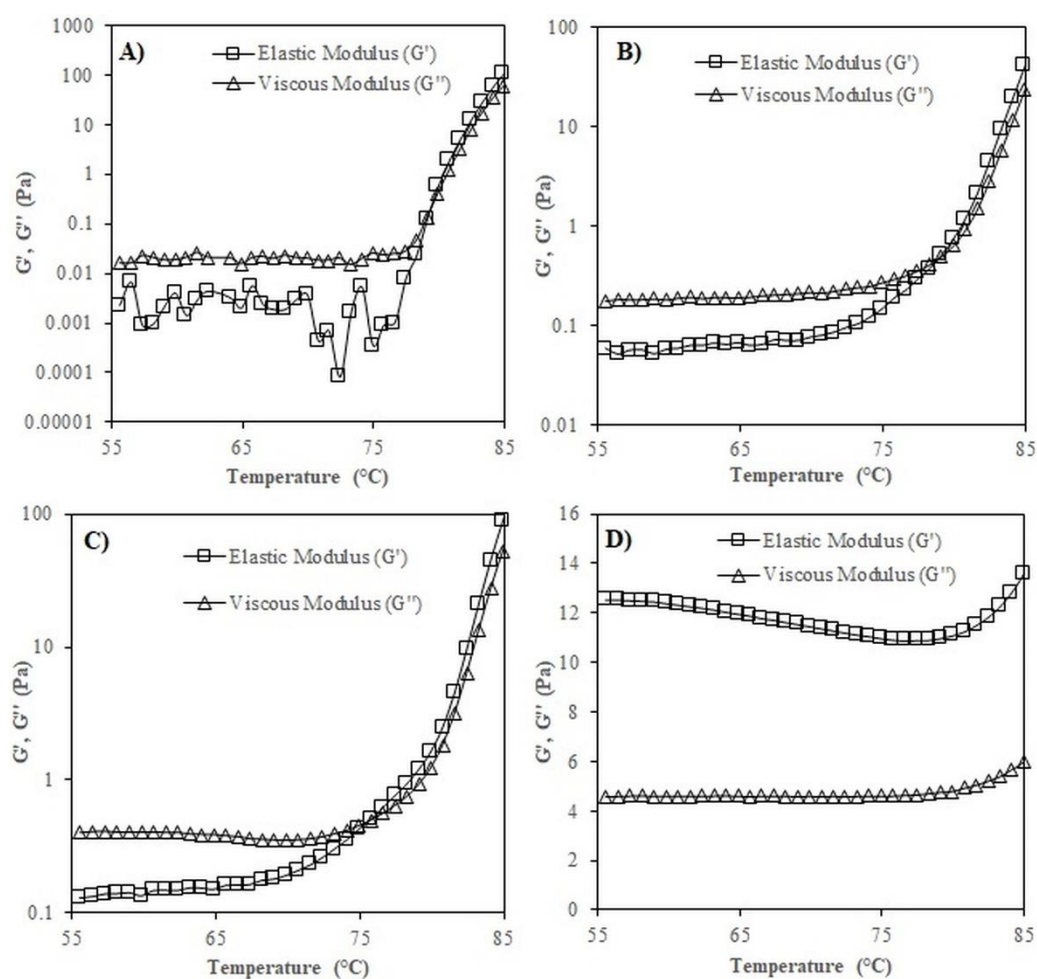 A)
Elastic Modulus (G')
Viscous Modulus (G'')
1000
100
10
1
0.1
0.01
0.001
0.0001
0.00001
G', G'' (Pa)
55
65
75
85
Temperature (°C)
B)
Elastic Modulus (G')
Viscous Modulus (G'')
100
10
1
0.1
0.01
G', G'' (Pa)
55
65
75
85
Temperature (°C)
C)
Elastic Modulus (G')
Viscous Modulus (G'')
100
10
1
0.1
G', G'' (Pa)
55
65
75
85
Temperature (°C)
D)
Elastic Modulus (G')
Viscous Modulus (G'')
16
14
12
10
8
6
4
2
0
G', G'' (Pa)
55
65
75
85
Temperature (°C)